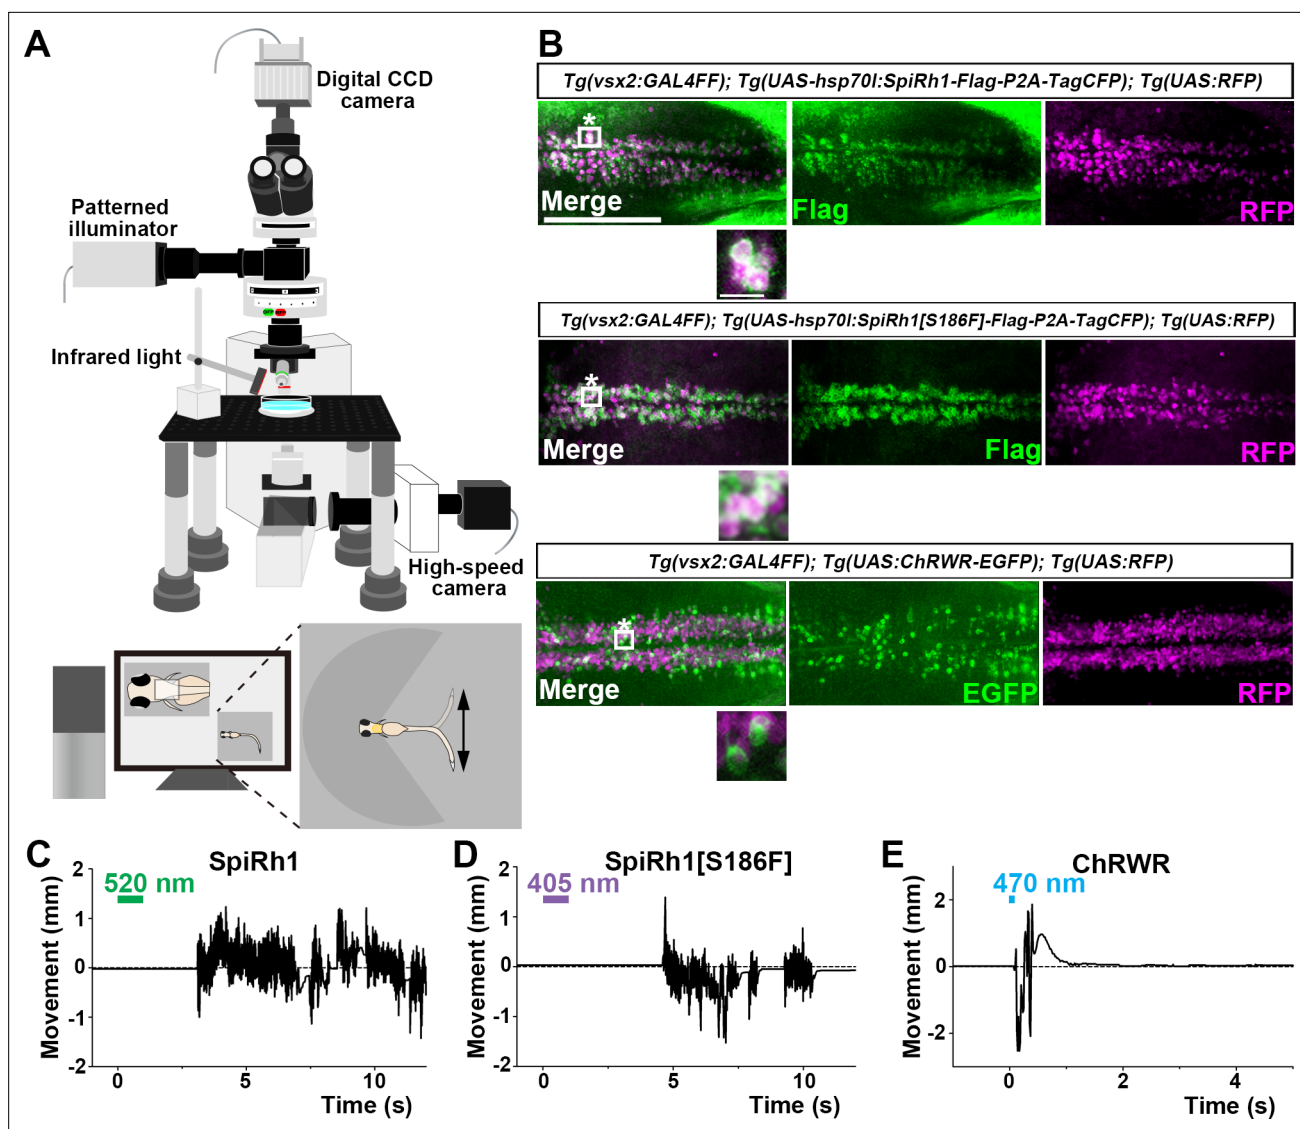 A
Digital CCD
camera
Patterned
illuminator
Infrared light
High-speed
camera
B
Tg(vsx2:GAL4FF); Tg(UAS-hsp70l:SpiRh1-Flag-P2A-TagCFP); Tg(UAS:RFP)
*
Merge
Flag
RFP
Tg(vsx2:GAL4FF); Tg(UAS-hsp70l:SpiRh1[S186F]-Flag-P2A-TagCFP); Tg(UAS:RFP)
*
Merge
Flag
RFP
Tg(vsx2:GAL4FF); Tg(UAS:ChRWR-EGFP); Tg(UAS:RFP)
*
Merge
EGFP
RFP
C
SpiRh1
520 nm
Movement (mm)
2
1
0
-1
-2
0
5
10
Time (s)
D
SpiRh1[S186F]
405 nm
Movement (mm)
2
1
0
-1
-2
0
5
10
Time (s)
E
ChRWR
470 nm
Movement (mm)
2
0
-2
0
2
4
Time (s)